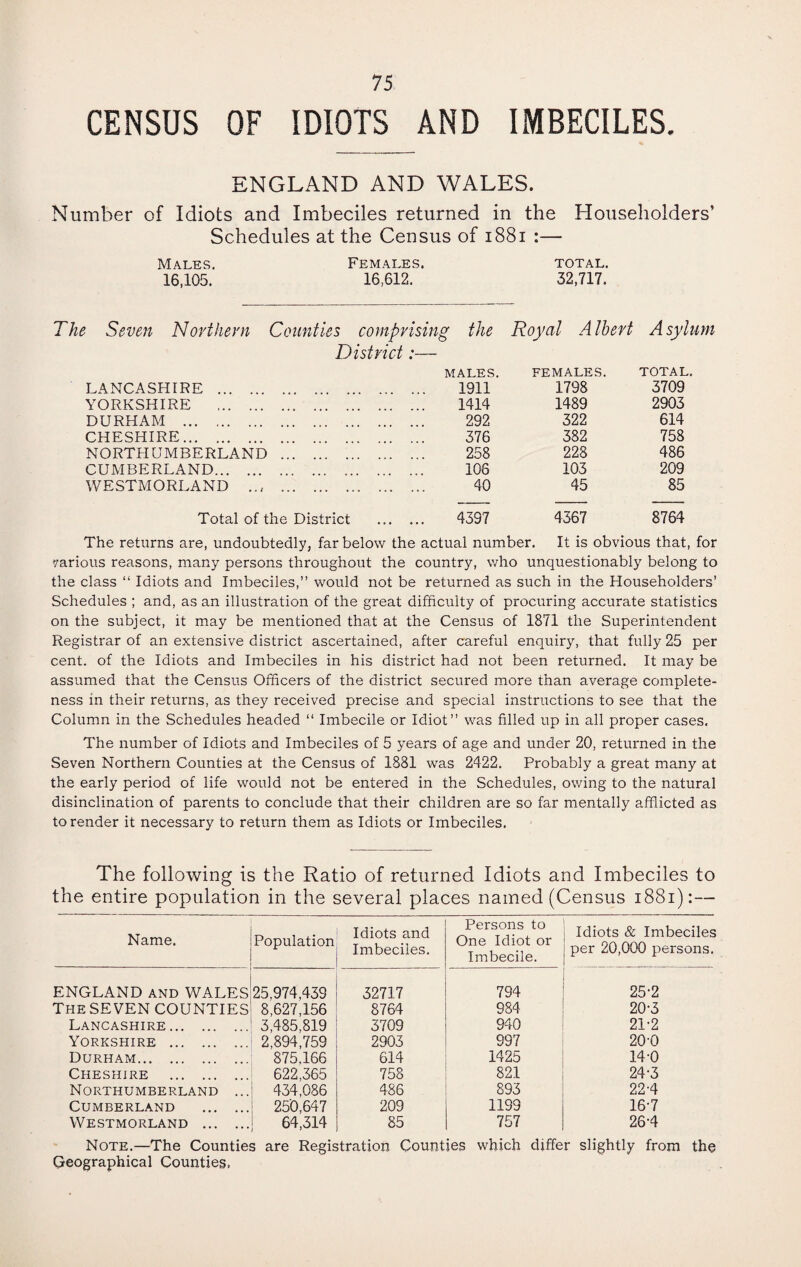 75
CENSUS OF IDIOTS AND IMBECILES.
ENGLAND AND WALES.
Number of Idiots and Imbeciles returned in the Householders'
Schedules at the Census of 1881 :—
MALES. FEMALES. TOTAL.
16,105. 16,612. 32,717.
The Seven Northern Counties comprising the Royal Albert Asylum
District :—
MALES. FEMALES. TOTAL.
LANCASHIRE ... ... ... ... ... ... ... 1911 1798 3709
YORKSHIRE ... ... ... ... ... ... ... 1414 1489 2903
DURHAM ... ... ... ... ... ... ... ... 292 322 614
CHESHIRE... ... ... ... ... ... ... ... 376 382 758
NORTHUMBERLAND ... ... ... ... ... 258 228 486
CUMBERLAND... ... ... ... ... ... ... 106 103 209
WESTMORLAND ... ... ... ... ... ... 40 45 85
Total of the District ... ... 4397 4367 8764
The returns are, undoubtedly, far below the actual number. It is obvious that, for
various reasons, many persons throughout the country, who unquestionably belong to
the class “ Idiots and Imbeciles,” would not be returned as such in the Householders'
Schedules ; and, as an illustration of the great difficulty of procuring accurate statistics
on the subject, it may be mentioned that at the Census of 1871 the Superintendent
Registrar of an extensive district ascertained, after careful enquiry, that fully 25 per
cent. of the Idiots and Imbeciles in his district had not been returned. It may be
assumed that the Census Officers of the district secured more than average complete-
ness in their returns, as they received precise and special instructions to see that the
Column in the Schedules headed “ Imbecile or Idiot” was filled up in all proper cases.
The number of Idiots and Imbeciles of 5 years of age and under 20, returned in the
Seven Northern Counties at the Census of 1881 was 2422. Probably a great many at
the early period of life would not be entered in the Schedules, owing to the natural
disinclination of parents to conclude that their children are so far mentally afflicted as
to render it necessary to return them as Idiots or Imbeciles.
The following is the Ratio of returned Idiots and Imbeciles to
the entire population in the several places named (Census 1881):—
Name. Population Idiots and Imbeciles. Persons to One Idiot or Imbecile. Idiots & Imbeciles per 20,000 persons.
ENGLAND AND WALES 25,974,439 32717 794 25·2
THE SEVEN COUNTIES 8,627,156 8764 984 20·3
LANCASHIRE... ... ... 3,485,819 3709 940 21·2
YORKSHIRE ... ... ... 2,894,759 2903 997 20·0
DURHAM... ... ... ... 875,166 614 1425 14·0
CHESHIRE ... ... ... 622,365 758 821 24·3
NORTHUMBERLAND ... 434,086 486 893 22·4
CUMBERLAND ... ... 250,647 209 1199 16·7
WESTMORLAND ... ... 64,314 85 757 26·4
NOTE.—The Counties are Registration Counties which differ slightly from the
Geographical Counties,